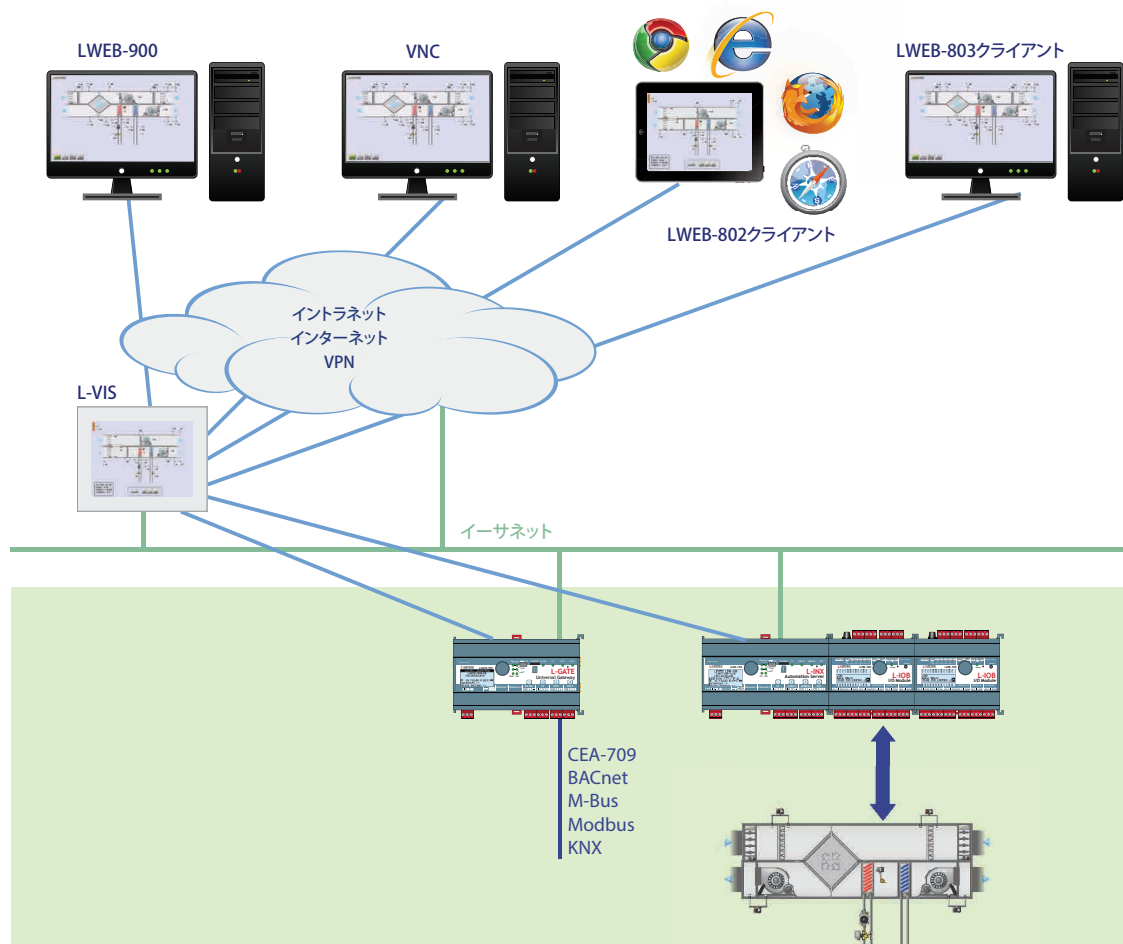 LWEB-900
VNC
LWEB-803クライアント
LWEB-802クライアント
イントラネット
インターネット
VPN
L-VIS
イーサネット
L-GATE
Universal Gateway
L-INX
Automation Server
L-IOB
I/O Module
L-IOB
I/O Module
CEA-709
BACnet
M-Bus
Modbus
KNX